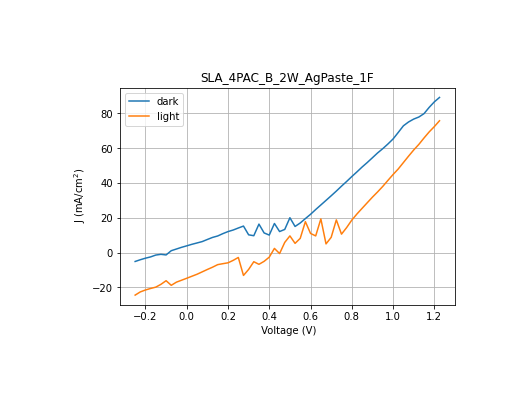 SLA_4PAC_B_2W_AgPaste_1F
dark
light
J (mA/cm²)
80
60
40
20
0
−20
−0.2 0.0 0.2 0.4 0.6 0.8 1.0 1.2
Voltage (V)